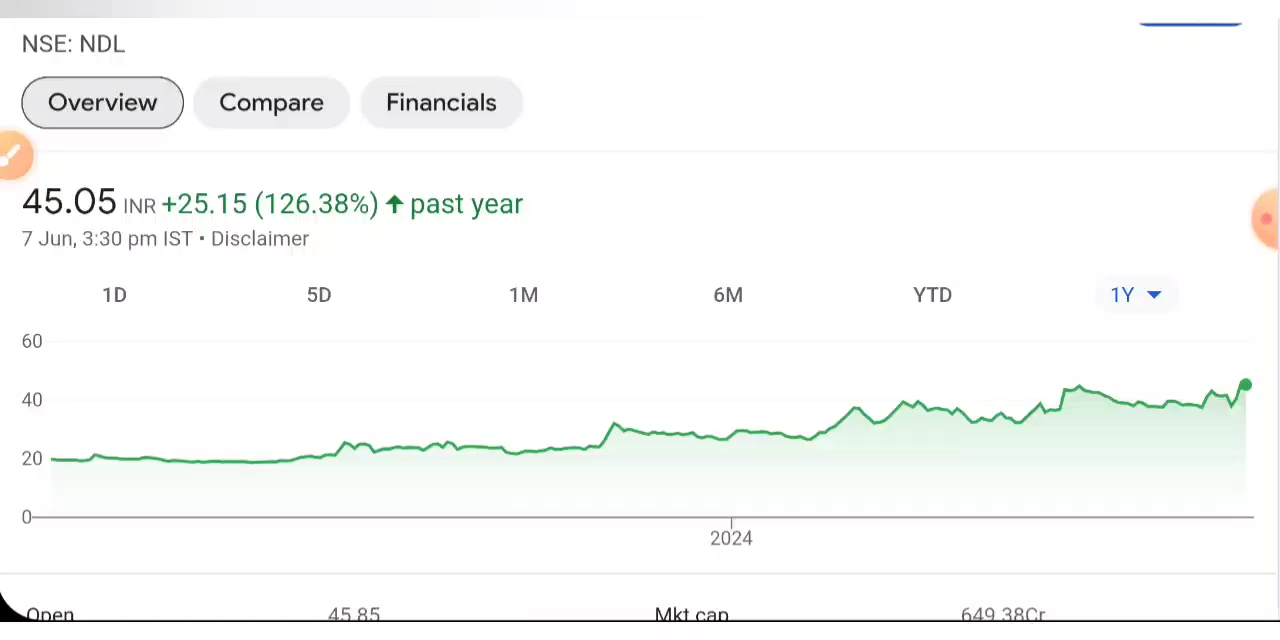 NSE: NDL
Overview Compare Financials
45.05 INR +25.15 (126.38%) ↑ past year
7 Jun, 3:30 pm IST • Disclaimer
1D 5D 1M 6M YTD 1Y
60
40
20
0
2024
Open 45.85 Mkt cap 649.38Cr